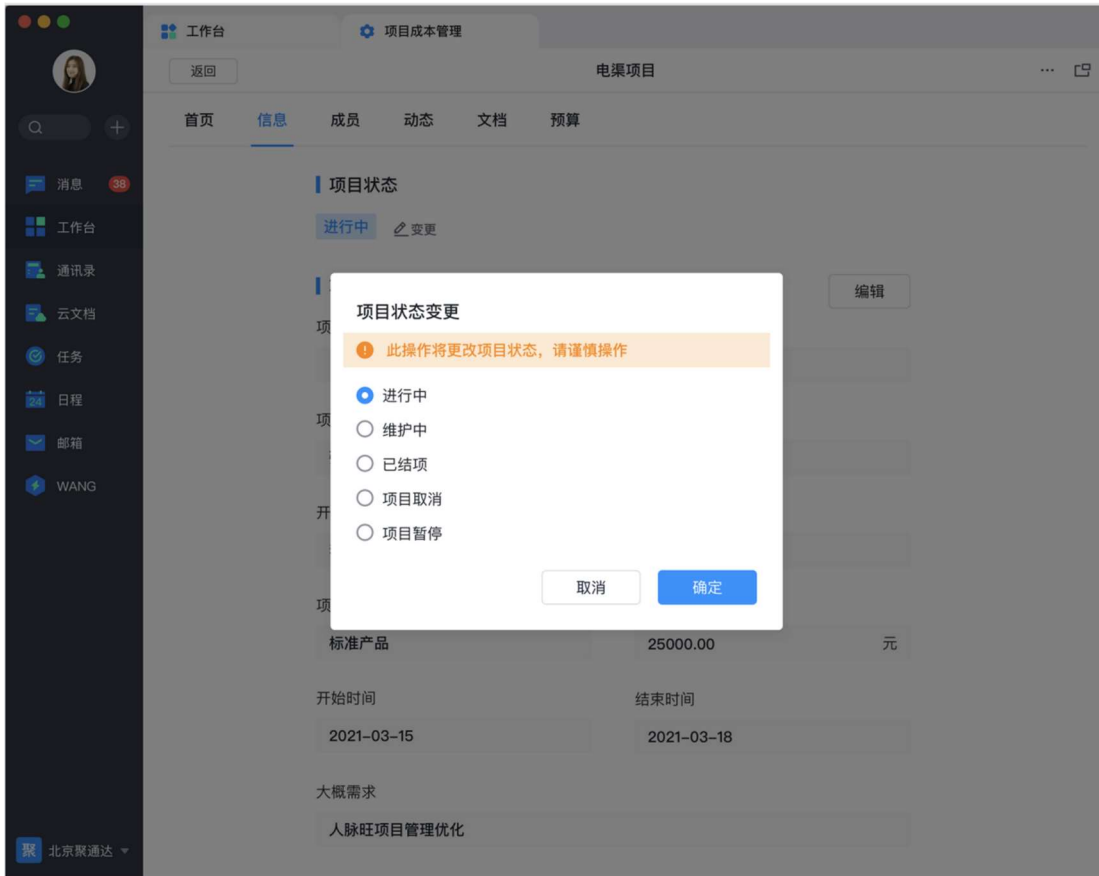 工作台
项目成本管理
返回
电渠项目
首页
信息
成员
动态
文档
预算
消息
38
工作台
通讯录
云文档
任务
24
日程
邮箱
WANG
聚
北京聚通达
项目状态
进行中
变更
编辑
项
项目状态变更
此操作将更改项目状态，请谨慎操作
进行中
维护中
已结项
项目取消
项目暂停
取消
确定
项
开
项
标准产品
25000.00
元
开始时间
结束时间
2021-03-15
2021-03-18
大概需求
人脉旺项目管理优化